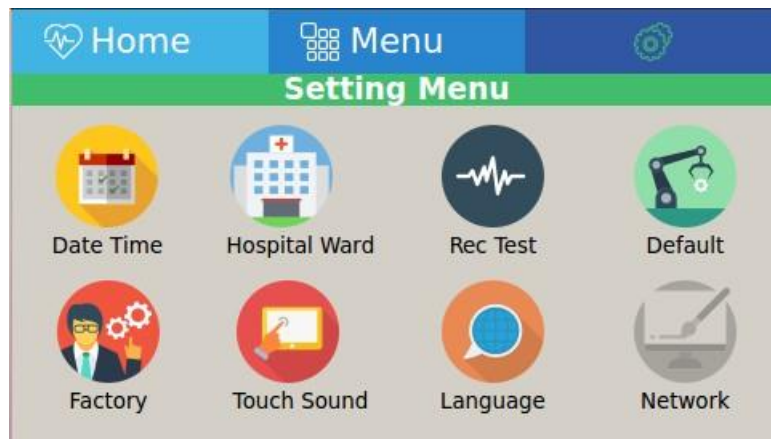 Home Menu
Setting Menu
Date Time Hospital Ward Rec Test Default
Factory Touch Sound Language Network